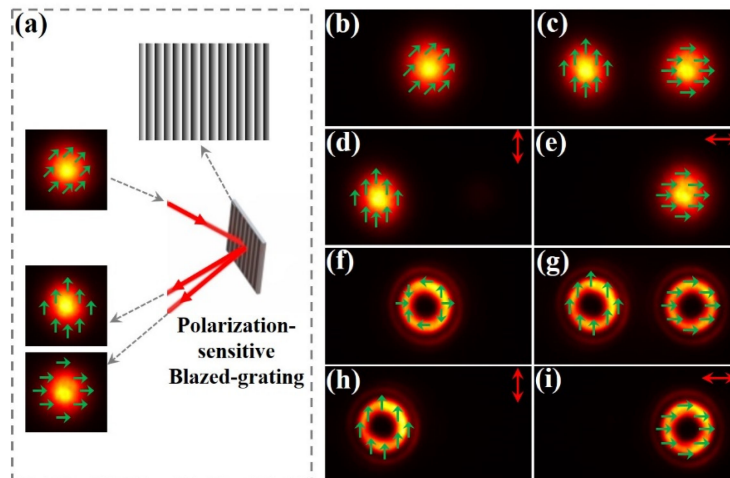 (a)
Polarization-
sensitive
Blazed-grating
(b)
(c)
(d)
(e)
(f)
(g)
(h)
(i)